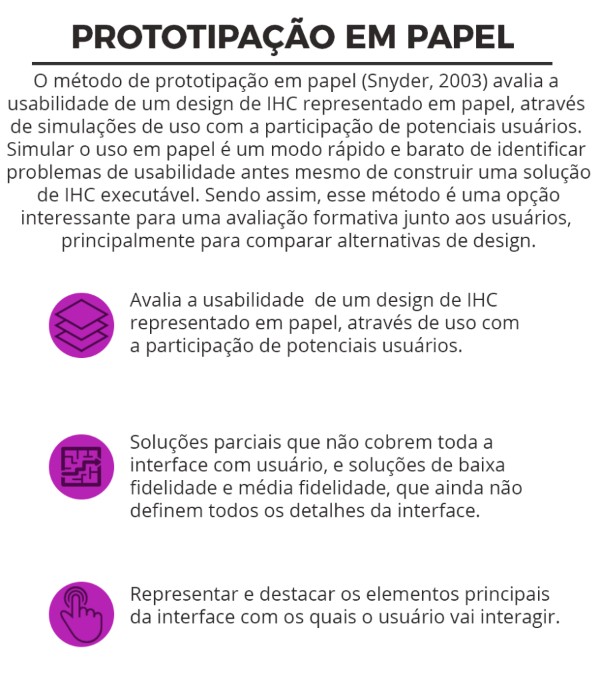 PROTOTIPAÇÃO EM PAPEL
O método de prototipação em papel (Snyder, 2003) avalia a
usabilidade de um design de IHC representado em papel, através
de simulações de uso com a participação de potenciais usuários.
Simular o uso em papel é um modo rápido e barato de identificar
problemas de usabilidade antes mesmo de construir uma solução
de IHC executável. Sendo assim, esse método é uma opção
interessante para uma avaliação formativa junto aos usuários,
principalmente para comparar alternativas de design.
Avalia a usabilidade  de um design de IHC
representado em papel, através de uso com
a participação de potenciais usuários.
Soluções parciais que não cobrem toda a
interface com usuário, e soluções de baixa
fidelidade e média fidelidade, que ainda não
definem todos os detalhes da interface.
Representar e destacar os elementos principais
da interface com os quais o usuário vai interagir.